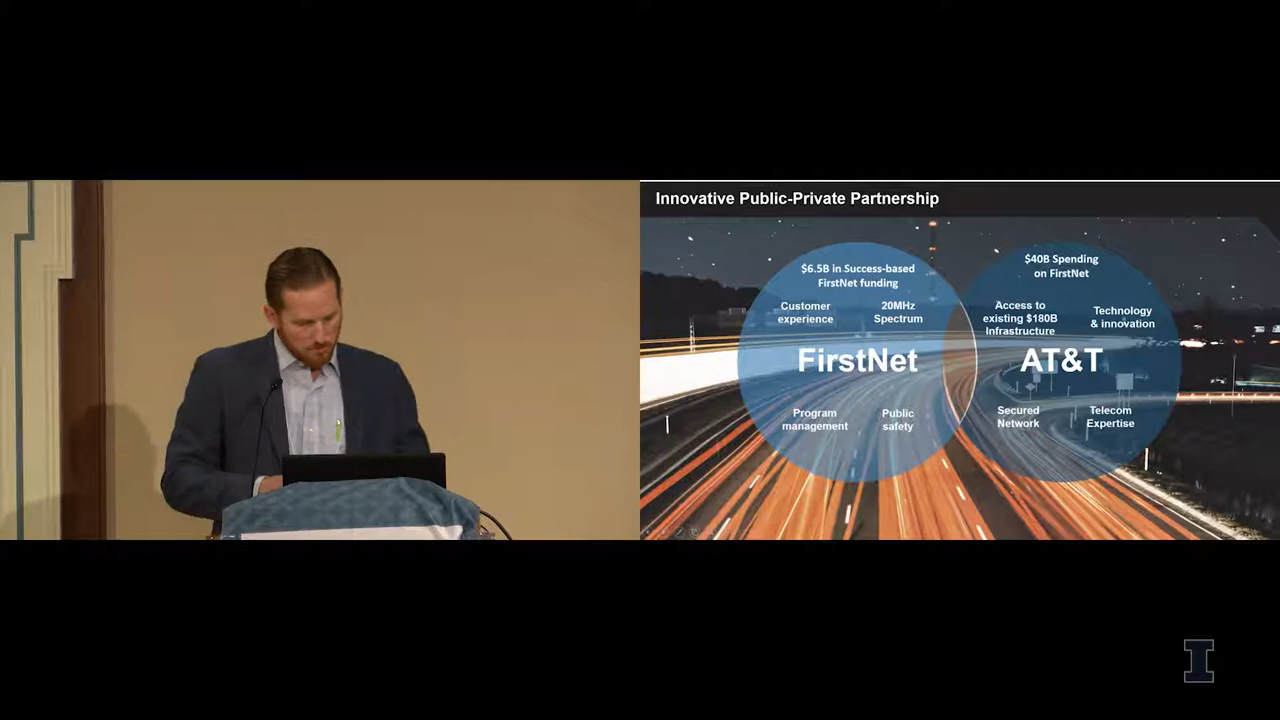 Innovative Public-Private Partnership
$6.5B in Success-based
FirstNet funding
Customer
experience
20MHz
Spectrum
FirstNet
Program
management
Public
safety
$40B Spending
on FirstNet
Access to
existing $180B
Infrastructure
Technology
& innovation
AT&T
Secured
Network
Telecom
Expertise
I